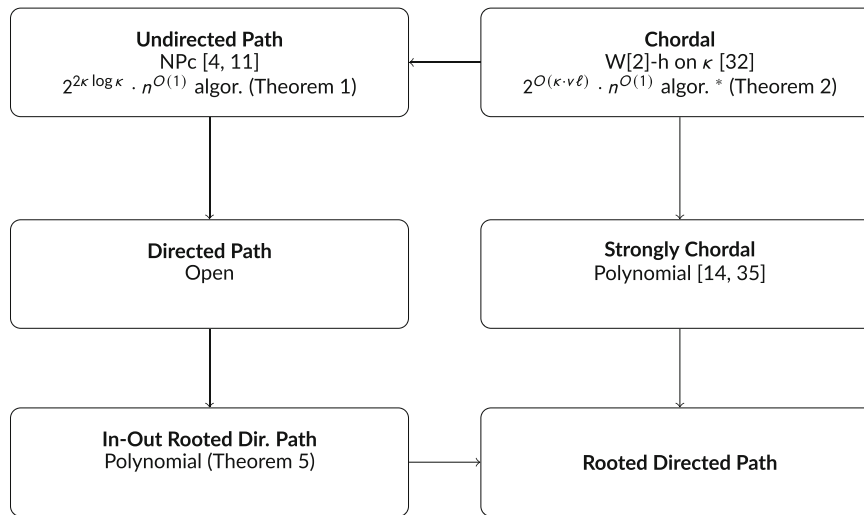 Undirected Path
NPc [4, 11]
2^{2κ log κ} · n^{O(1)} algor. (Theorem 1)
Chordal
W[2]-h on κ [32]
2^{O(κ·vℓ)} · n^{O(1)} algor. * (Theorem 2)
Directed Path
Open
Strongly Chordal
Polynomial [14, 35]
In-Out Rooted Dir. Path
Polynomial (Theorem 5)
Rooted Directed Path